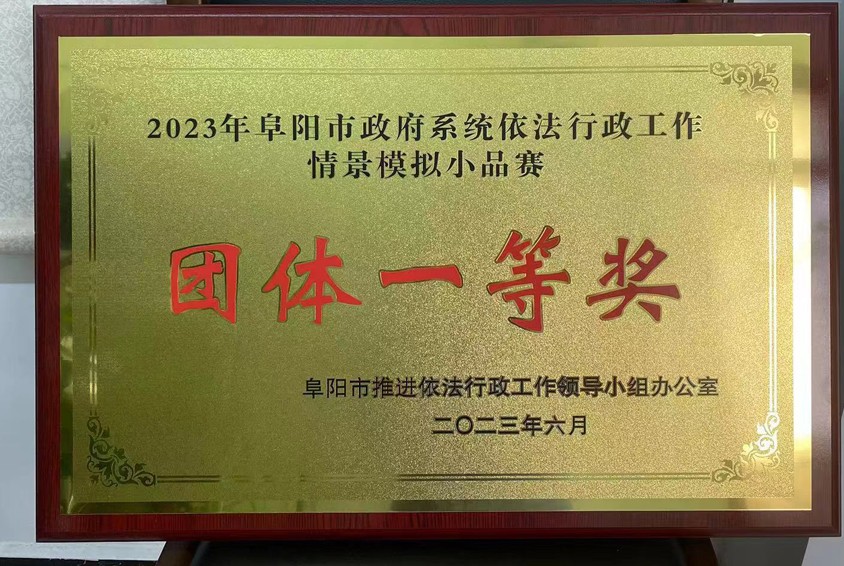 2023年阜阳市政府系统依法行政工作
情景模拟小品赛
团体一等奖
阜阳市推进依法行政工作领导小组办公室
二〇二三年六月